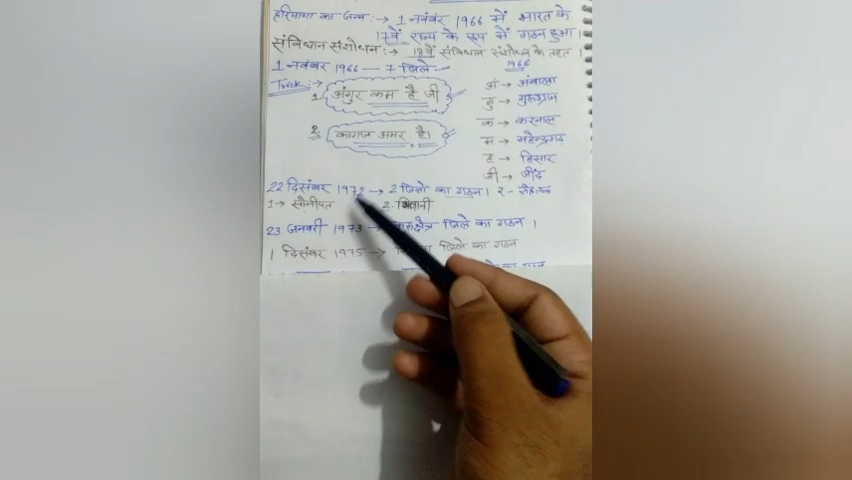 हरियाणा का जन्म :→ 1 नवंबर 1966 में भारत के
17वें राज्य के रूप में गठन हुआ।
संविधान संशोधन :→ 18वें संविधान संशोधन के तहत।
1 नवंबर 1966 — 7 जिले
1966
Trick :→
1. अंगुर कम है जी
2. कागज अमर है।
अं → अंबाला
गु → गुरुग्राम
क → करनाल
म → महेन्द्रगढ़
ह → हिसार
जी → जींद
र - रोहतक
22 दिसंबर 1972 → 2 जिलो का गठन।
1 → सोनीपत 2 भिवानी
23 जनवरी 1973 → कुरुक्षेत्र जिले का गठन।
1 दिसंबर 1975 → जिले का गठन
का गठन